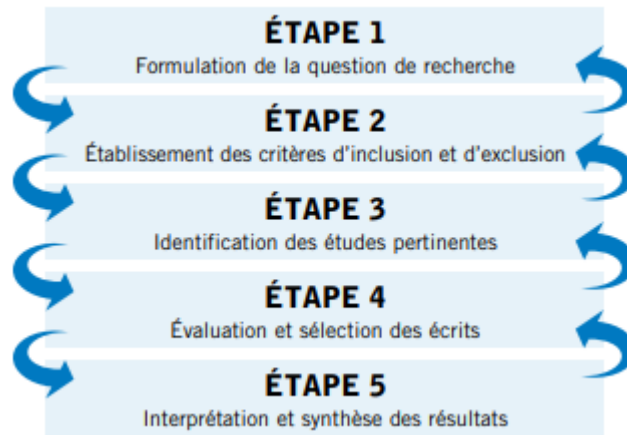 ÉTAPE 1
Formulation de la question de recherche
ÉTAPE 2
Établissement des critères d'inclusion et d'exclusion
ÉTAPE 3
Identification des études pertinentes
ÉTAPE 4
Évaluation et sélection des écrits
ÉTAPE 5
Interprétation et synthèse des résultats